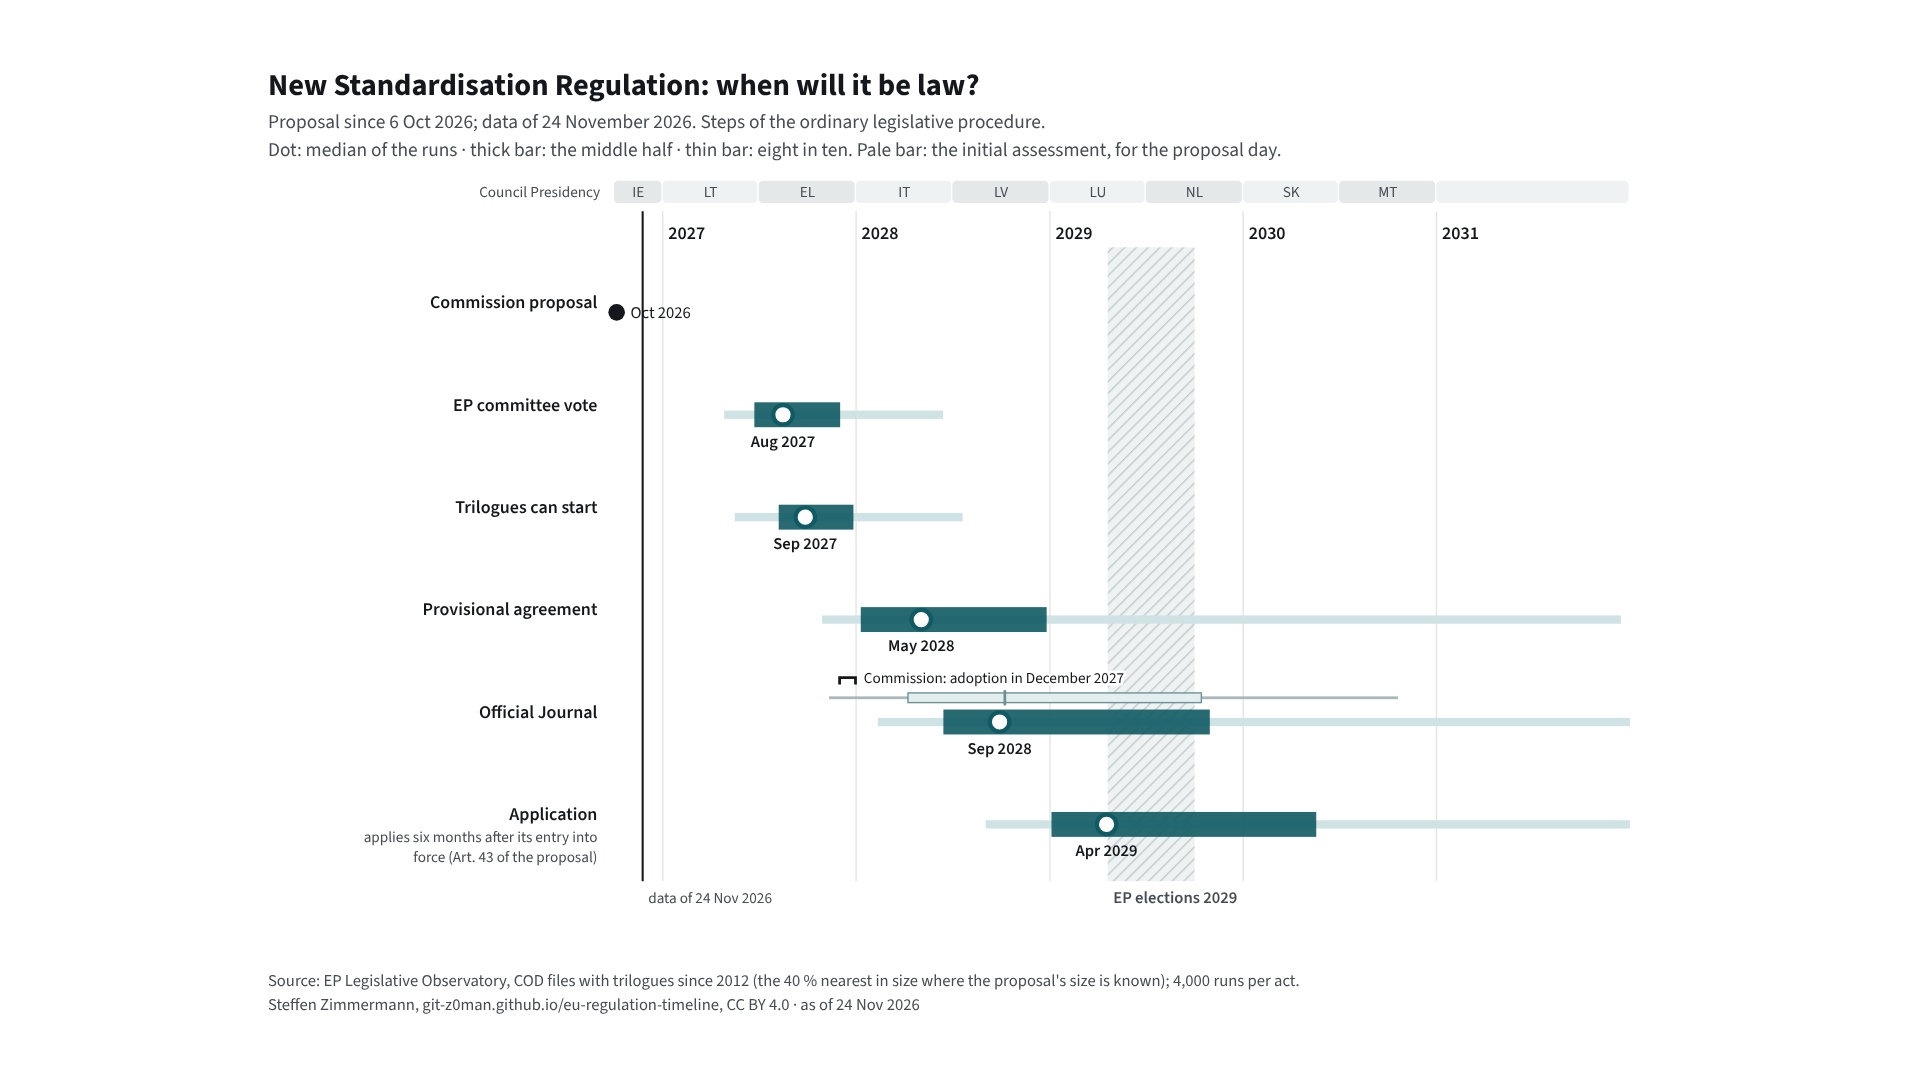 New Standardisation Regulation: when will it be law?
Proposal since 6 Oct 2026; data of 24 November 2026. Steps of the ordinary legislative procedure.
Dot: median of the runs · thick bar: the middle half · thin bar: eight in ten. Pale bar: the initial assessment, for the proposal day.
Council Presidency IE LT EL IT LV LU NL SK MT
2027 2028 2029 2030 2031
Commission proposal
Oct 2026
EP committee vote
Aug 2027
Trilogues can start
Sep 2027
Provisional agreement
May 2028
Commission: adoption in December 2027
Official Journal
Sep 2028
Application
applies six months after its entry into
force (Art. 43 of the proposal)
Apr 2029
data of 24 Nov 2026
EP elections 2029
Source: EP Legislative Observatory, COD files with trilogues since 2012 (the 40 % nearest in size where the proposal's size is known); 4,000 runs per act.
Steffen Zimmermann, git-z0man.github.io/eu-regulation-timeline, CC BY 4.0 · as of 24 Nov 2026